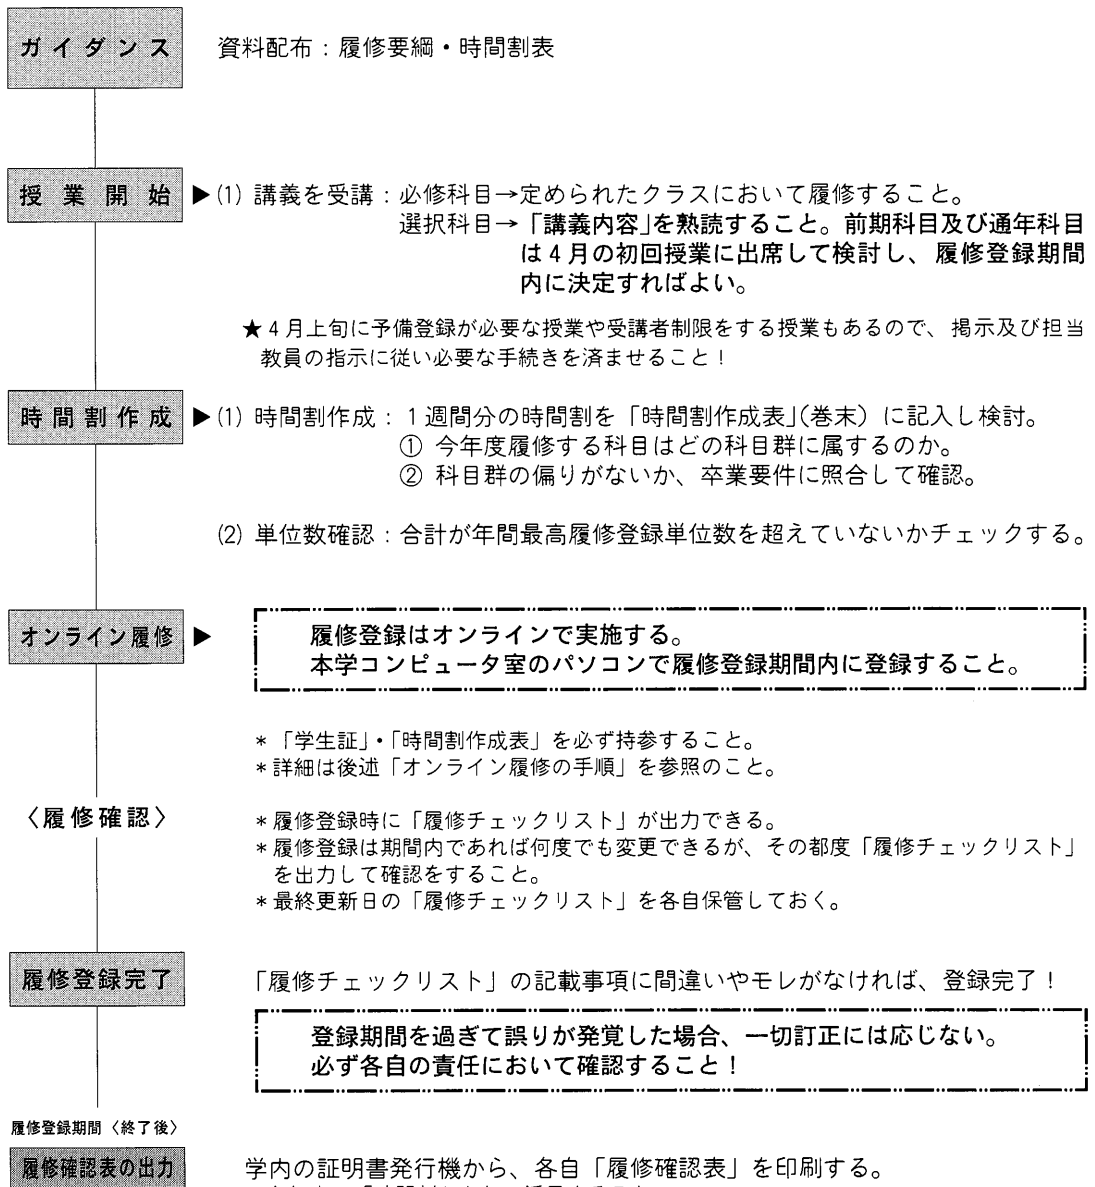 ガイダンス 資料配布：履修要綱・時間割表
授業開始 ▶(1) 講義を受講：必修科目→定められたクラスにおいて履修すること。
選択科目→「講義内容」を熟読すること。前期科目及び通年科目
は4月の初回授業に出席して検討し、履修登録期間
内に決定すればよい。
★4月上旬に予備登録が必要な授業や受講者制限をする授業もあるので、掲示及び担当
教員の指示に従い必要な手続きを済ませること！
時間割作成 ▶(1) 時間割作成：1週間分の時間割を「時間割作成表」(巻末）に記入し検討。
① 今年度履修する科目はどの科目群に属するのか。
② 科目群の偏りがないか、卒業要件に照合して確認。
(2) 単位数確認：合計が年間最高履修登録単位数を超えていないかチェックする。
オンライン履修 ▶ 履修登録はオンラインで実施する。
本学コンピュータ室のパソコンで履修登録期間内に登録すること。
＊「学生証」・「時間割作成表」を必ず持参すること。
＊詳細は後述「オンライン履修の手順」を参照のこと。
〈履修確認〉 ＊履修登録時に「履修チェックリスト」が出力できる。
＊履修登録は期間内であれば何度でも変更できるが、その都度「履修チェックリスト」
を出力して確認をすること。
＊最終更新日の「履修チェックリスト」を各自保管しておく。
履修登録完了 「履修チェックリスト」の記載事項に間違いやモレがなければ、登録完了！
登録期間を過ぎて誤りが発覚した場合、一切訂正には応じない。
必ず各自の責任において確認すること！
履修登録期間〈終了後〉
履修確認表の出力 学内の証明書発行機から、各自「履修確認表」を印刷する。